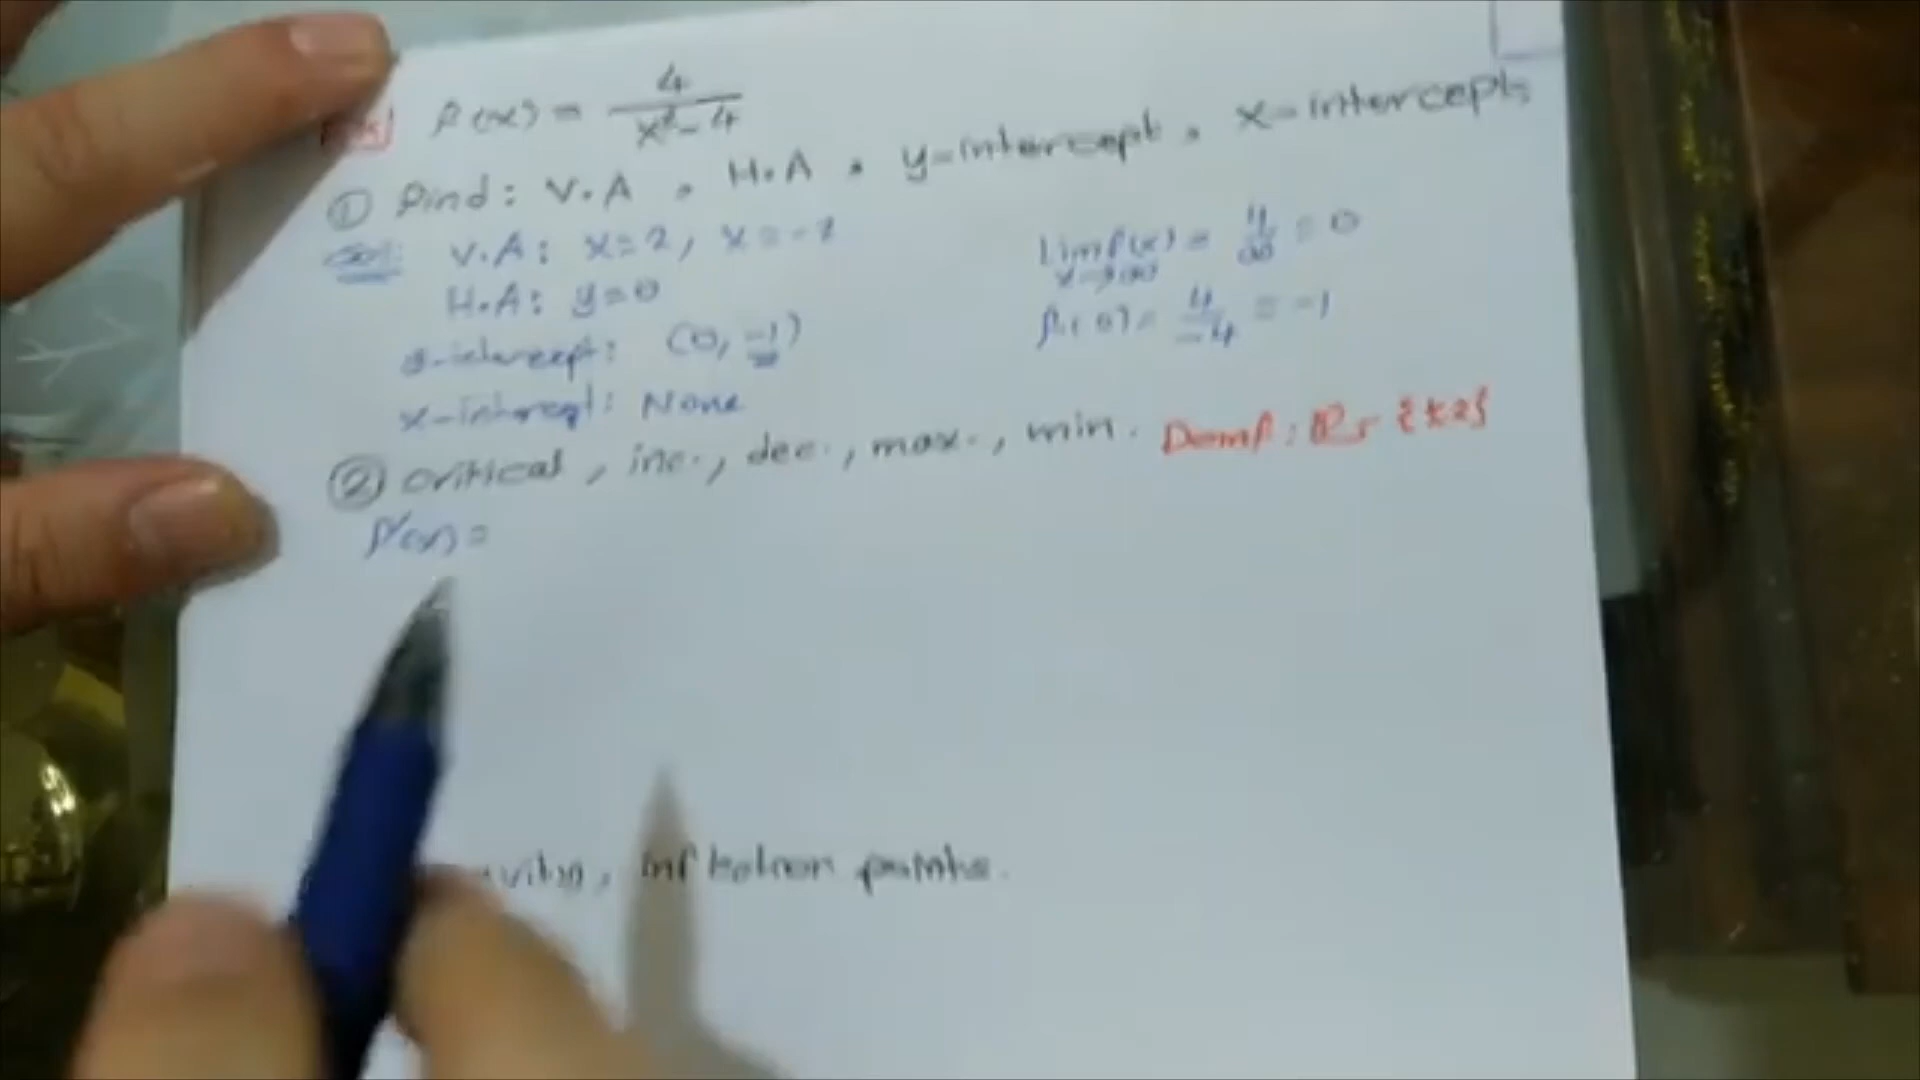 f(x) = 4/(x²-4)
① Find: V.A, H.A, y-intercept, x-intercepts
Sol: V.A: x=2, x=-2
lim f(x) = 4/∞ = 0
x→∞
H.A: y=0
f(0) = 4/-4 = -1
y-intercept: (0, -1)
x-intercept: None
② critical, inc., dec., max., min. Domf: R\{±2}
f'(x) =
inflection points.